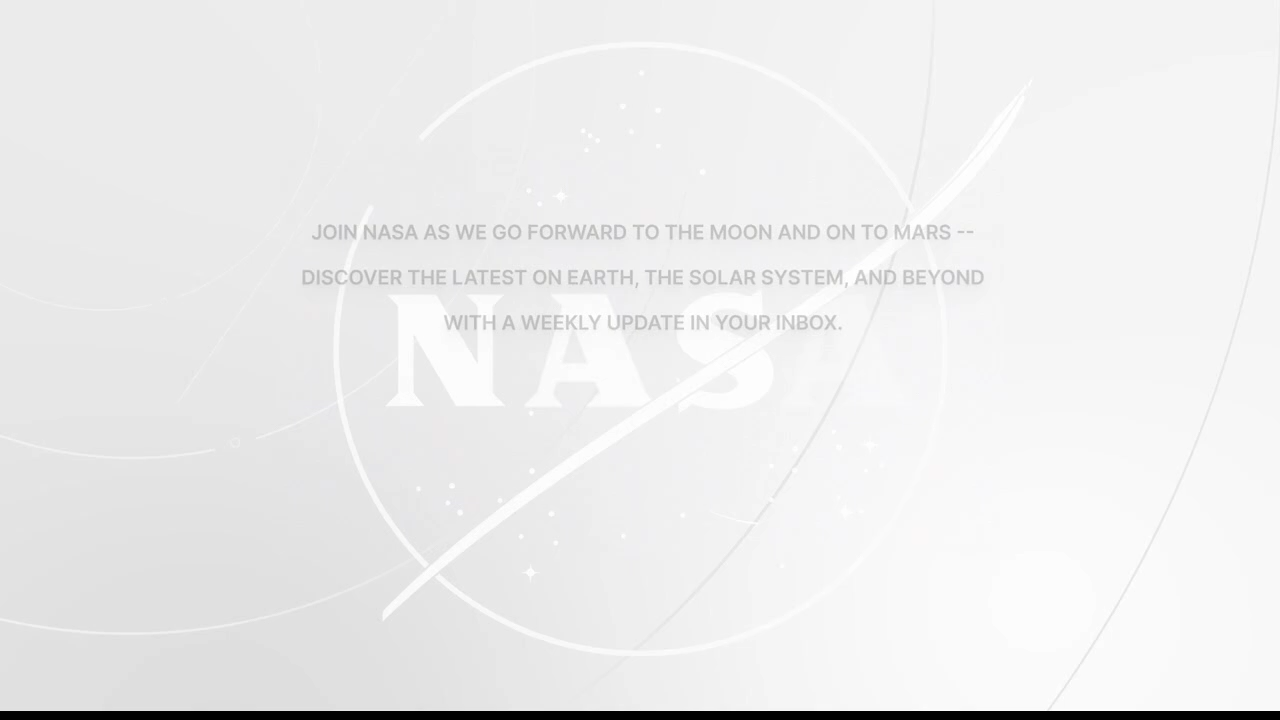 JOIN NASA AS WE GO FORWARD TO THE MOON AND ON TO MARS --
DISCOVER THE LATEST ON EARTH, THE SOLAR SYSTEM, AND BEYOND
WITH A WEEKLY UPDATE IN YOUR INBOX.
NASA